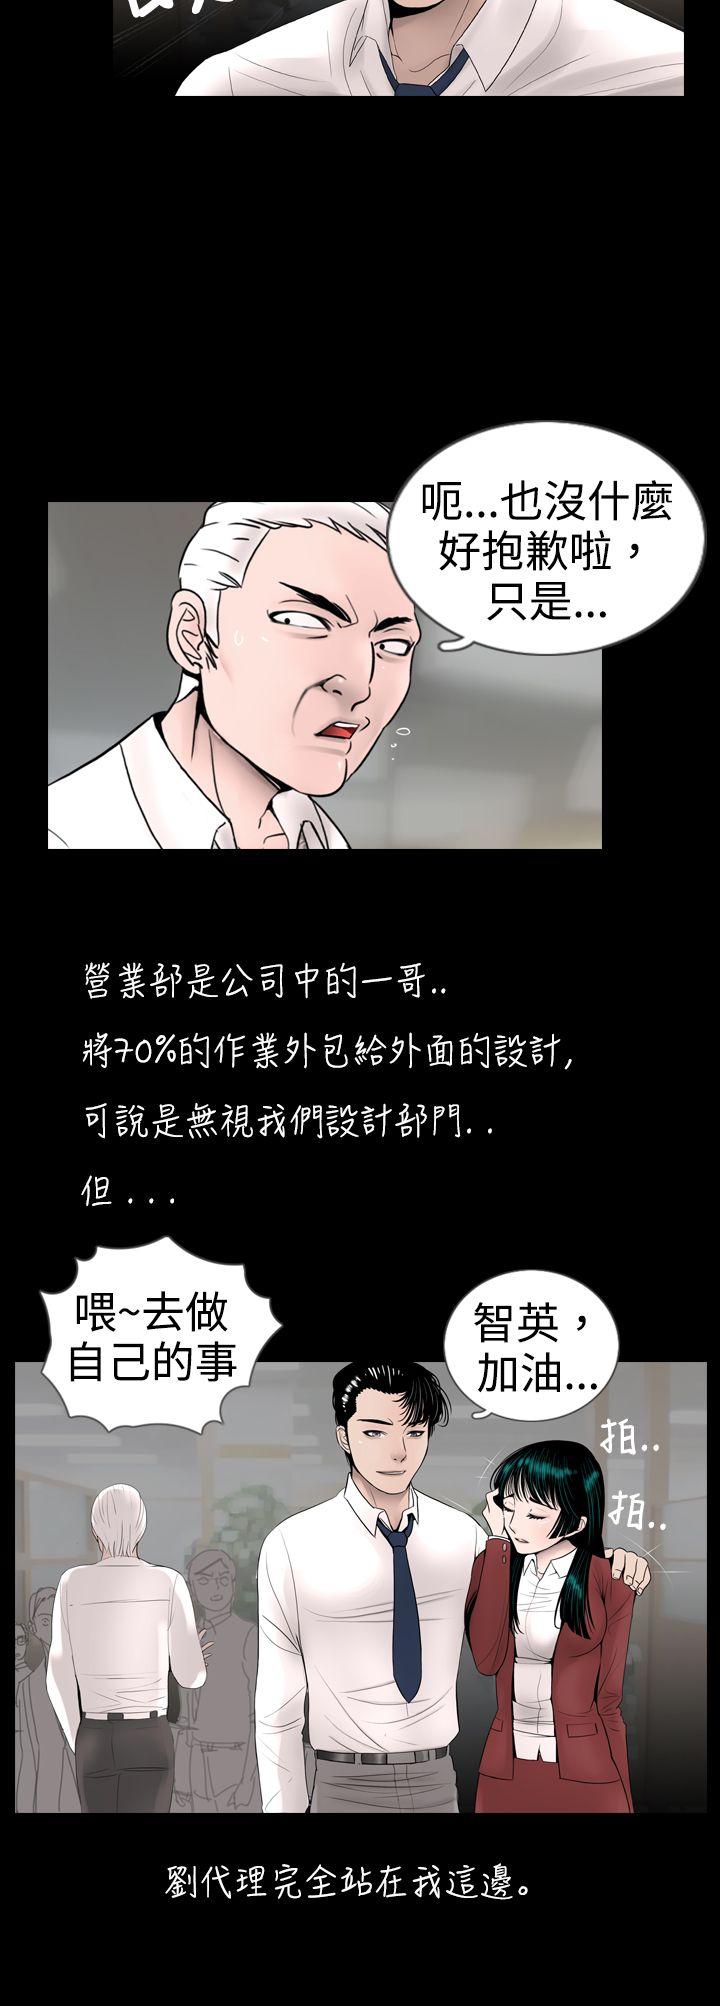 呃...也沒什麼
好抱歉啦，
只是...
營業部是公司中的一哥..
將70%的作業外包給外面的設計,
可說是無視我們設計部門..
但...
喂~去做
自己的事
智英，
加油...
拍..
拍..
劉代理完全站在我這邊。